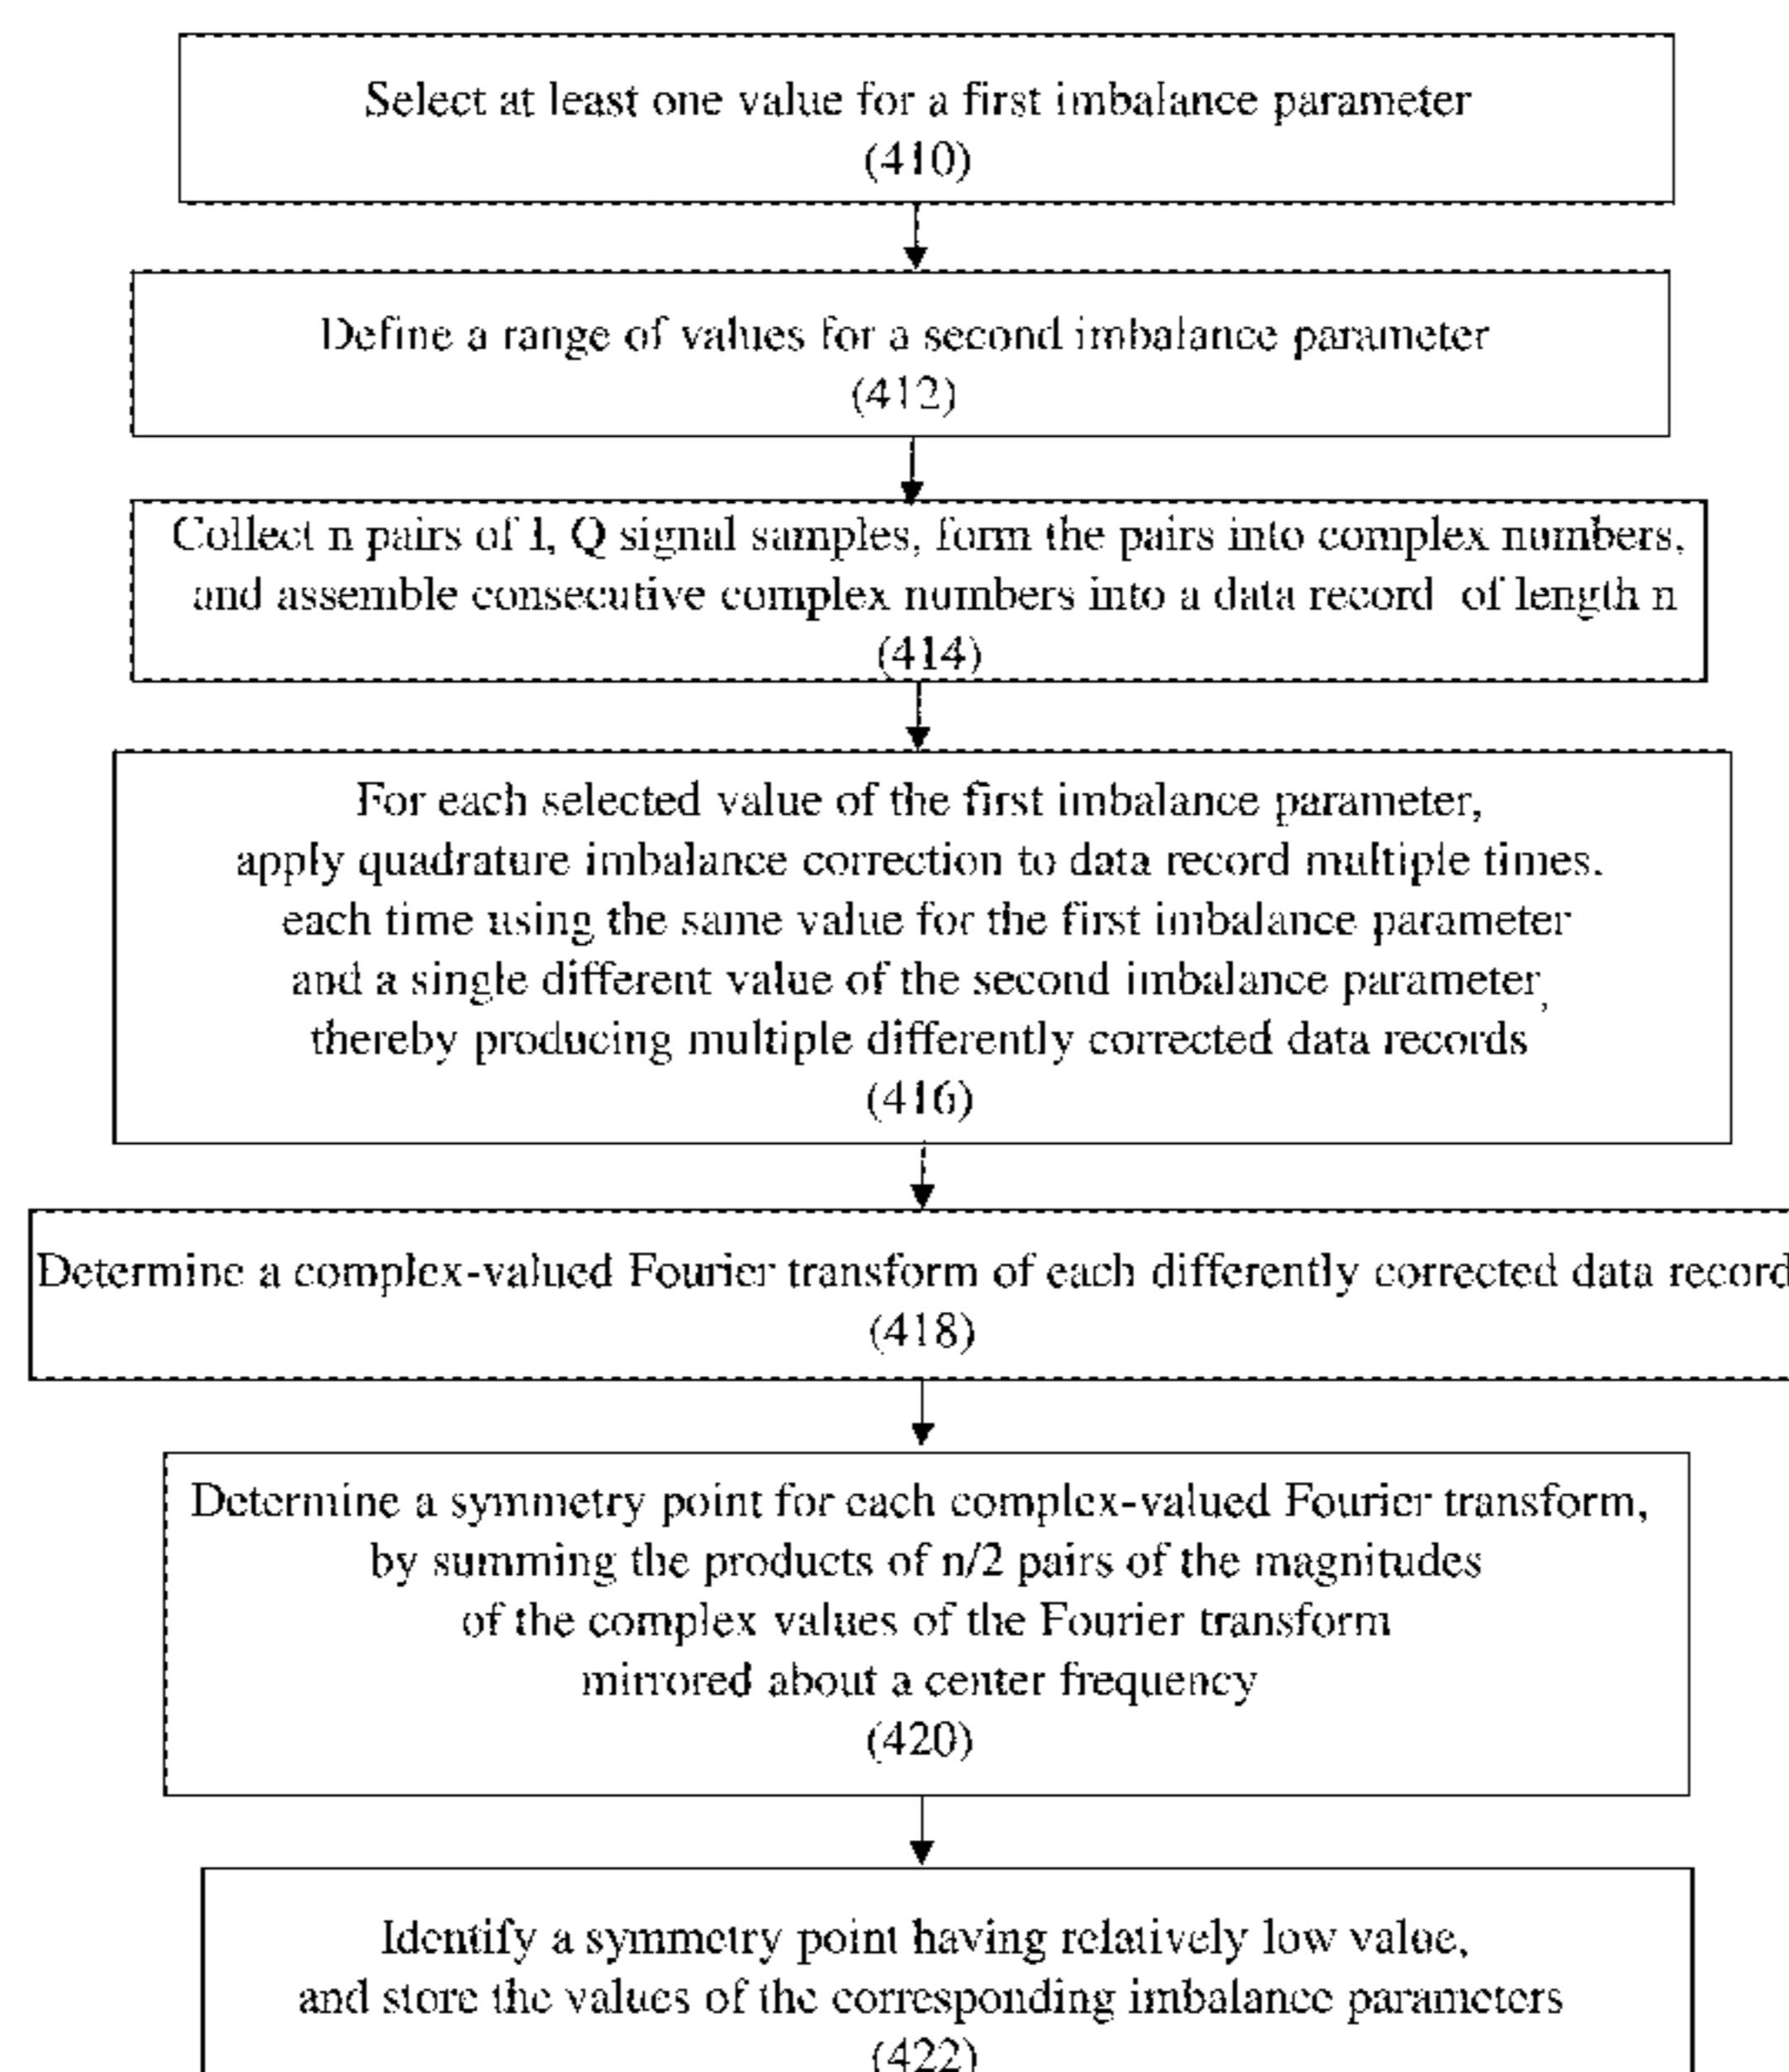 Select at least one value for a first imbalance parameter
(410)
Define a range of values for a second imbalance parameter
(412)
Collect n pairs of I, Q signal samples, form the pairs into complex numbers,
and assemble consecutive complex numbers into a data record of length n
(414)
For each selected value of the first imbalance parameter,
apply quadrature imbalance correction to data record multiple times,
each time using the same value for the first imbalance parameter
and a single different value of the second imbalance parameter,
thereby producing multiple differently corrected data records
(416)
Determine a complex-valued Fourier transform of each differently corrected data record
(418)
Determine a symmetry point for each complex-valued Fourier transform,
by summing the products of n/2 pairs of the magnitudes
of the complex values of the Fourier transform
mirrored about a center frequency
(420)
Identify a symmetry point having relatively low value,
and store the values of the corresponding imbalance parameters
(422)